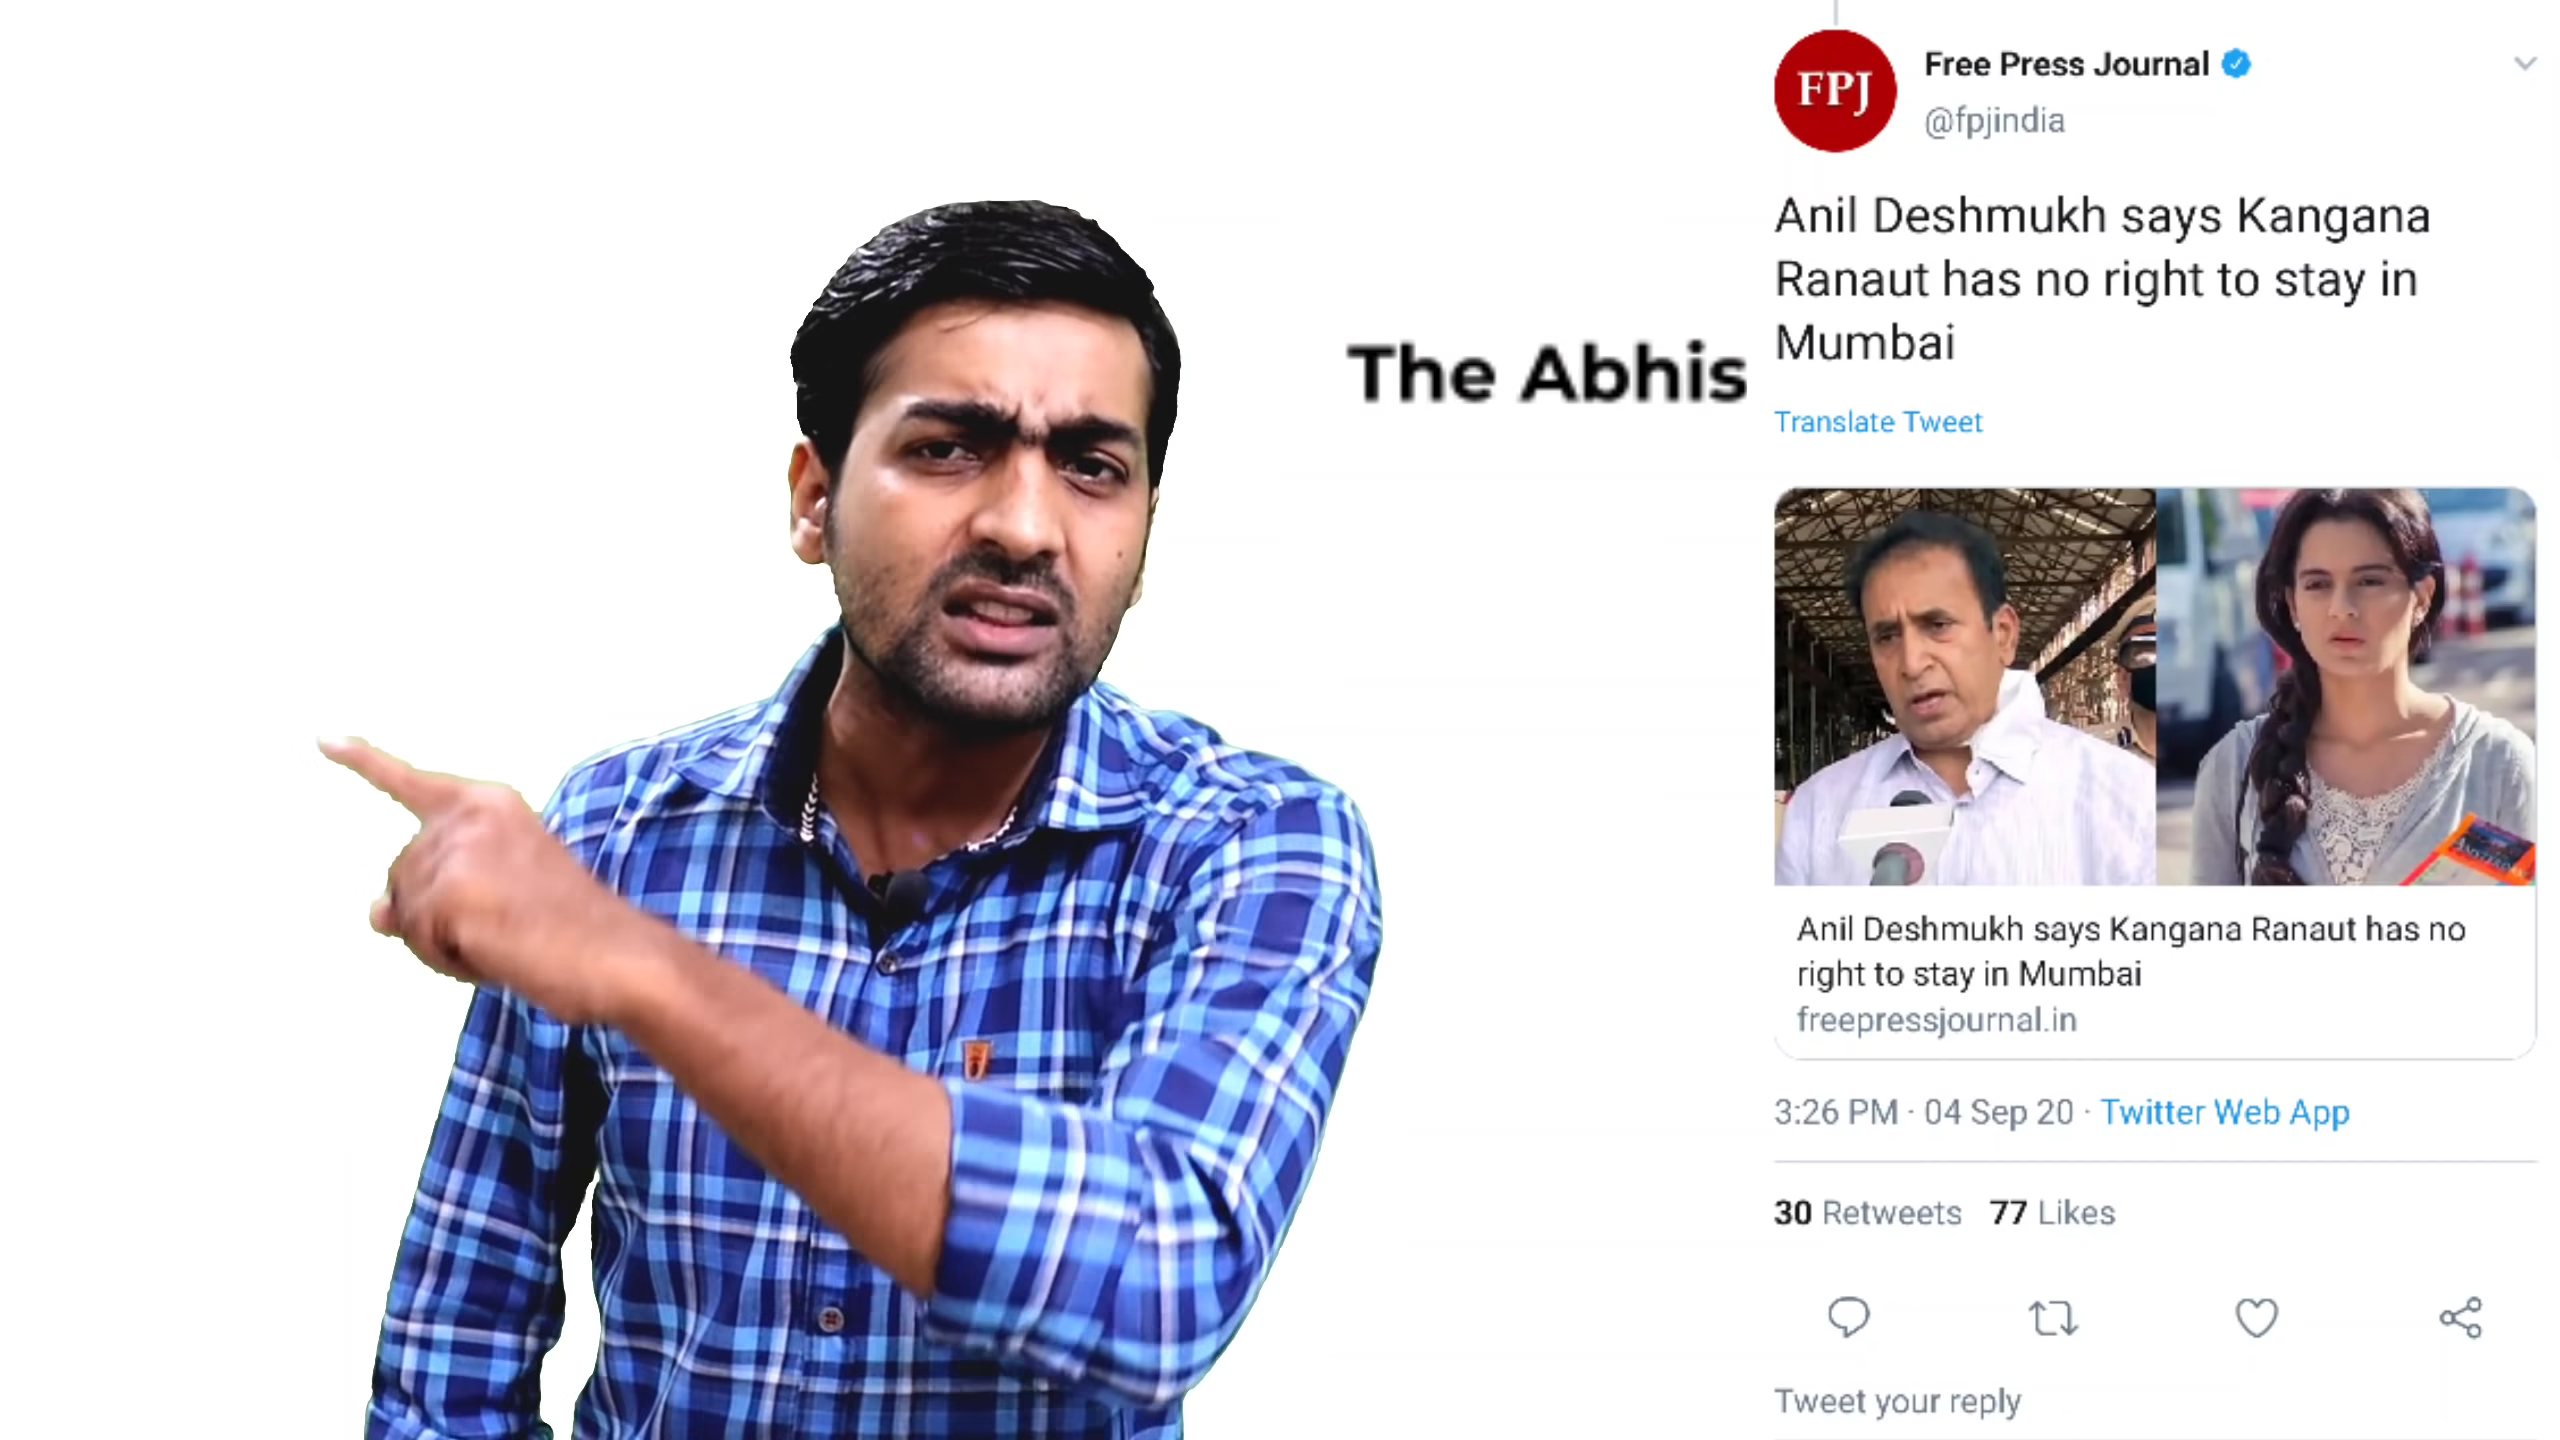 FPJ
Free Press Journal
@fpjindia
Anil Deshmukh says Kangana
Ranaut has no right to stay in
Mumbai
The Abhis
Translate Tweet
Anil Deshmukh says Kangana Ranaut has no
right to stay in Mumbai
freepressjournal.in
3:26 PM · 04 Sep 20 · Twitter Web App
30 Retweets 77 Likes
Tweet your reply